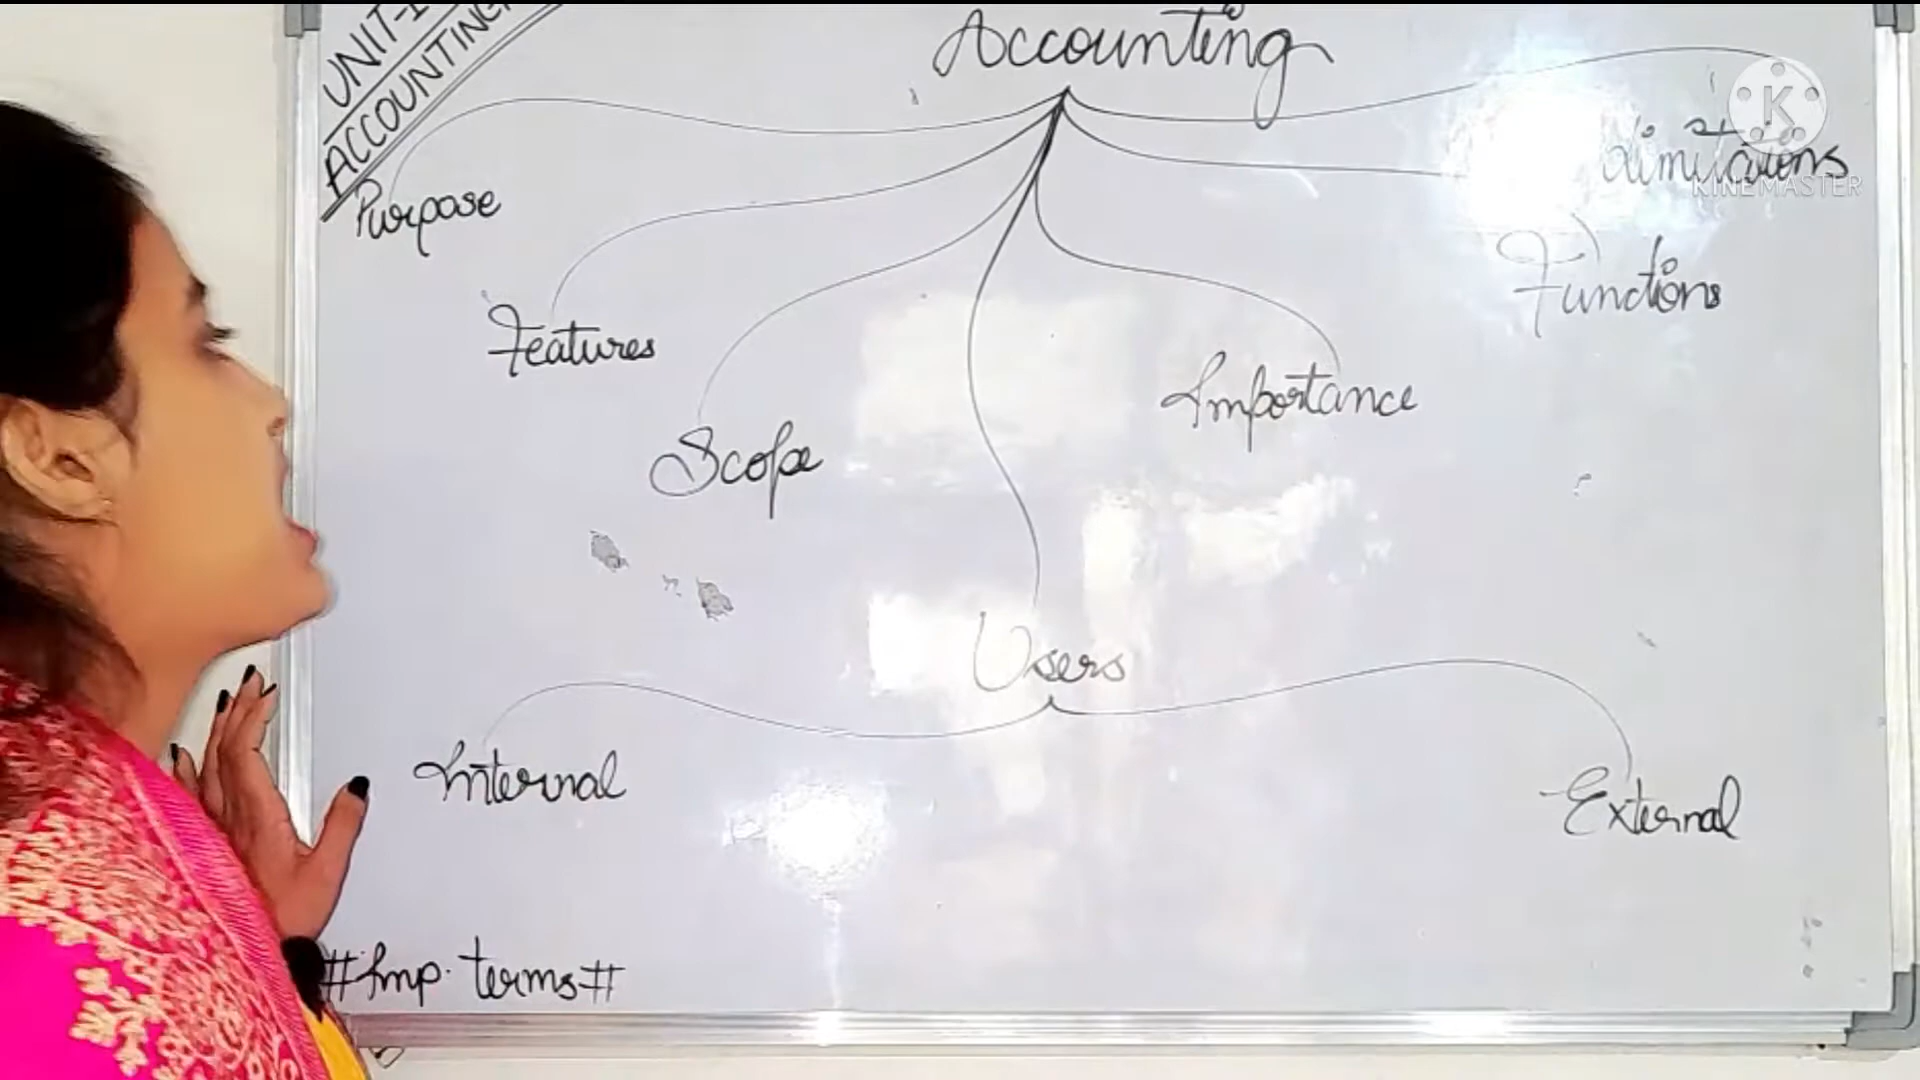 UNIT-I
ACCOUNTING
Accounting
Purpose
Features
Scope
Users
Importance
Functions
Limitations
K
KINEMASTER
Internal
External
#Imp. terms#